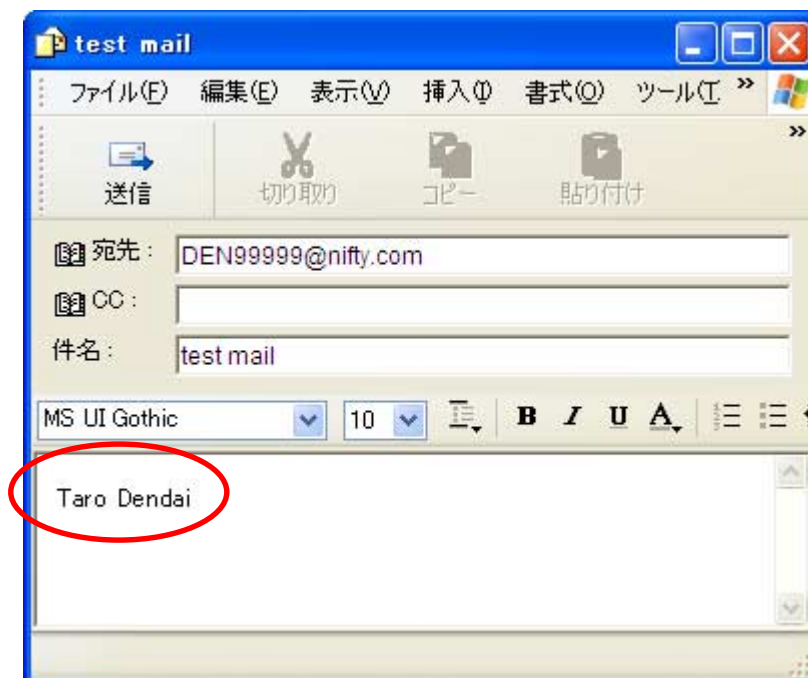 test mail
ファイル(F) 編集(E) 表示(V) 挿入(I) 書式(O) ツール(T »
»
送信 切り取り コピー 貼り付け
宛先: DEN99999@nifty.com
CC:
件名: test mail
MS UI Gothic 10 B I U A
Taro Dendai